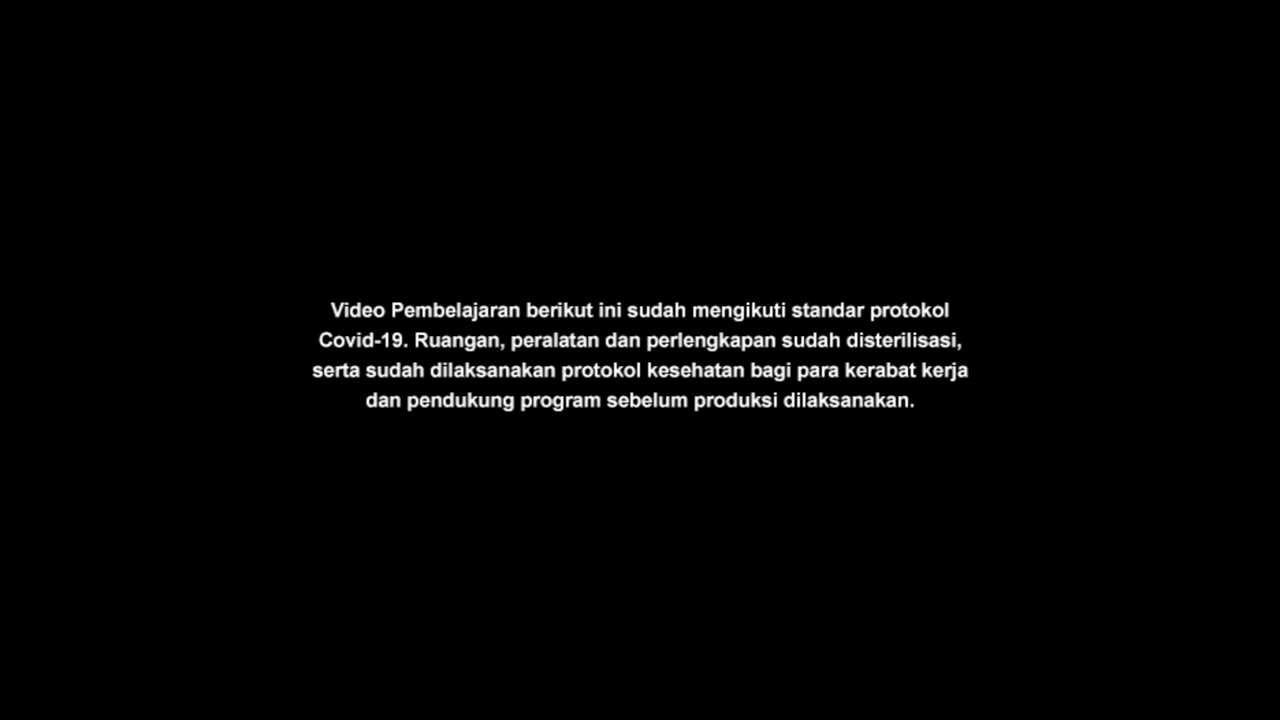 Video Pembelajaran berikut ini sudah mengikuti standar protokol
Covid-19. Ruangan, peralatan dan perlengkapan sudah disterilisasi,
serta sudah dilaksanakan protokol kesehatan bagi para kerabat kerja
dan pendukung program sebelum produksi dilaksanakan.